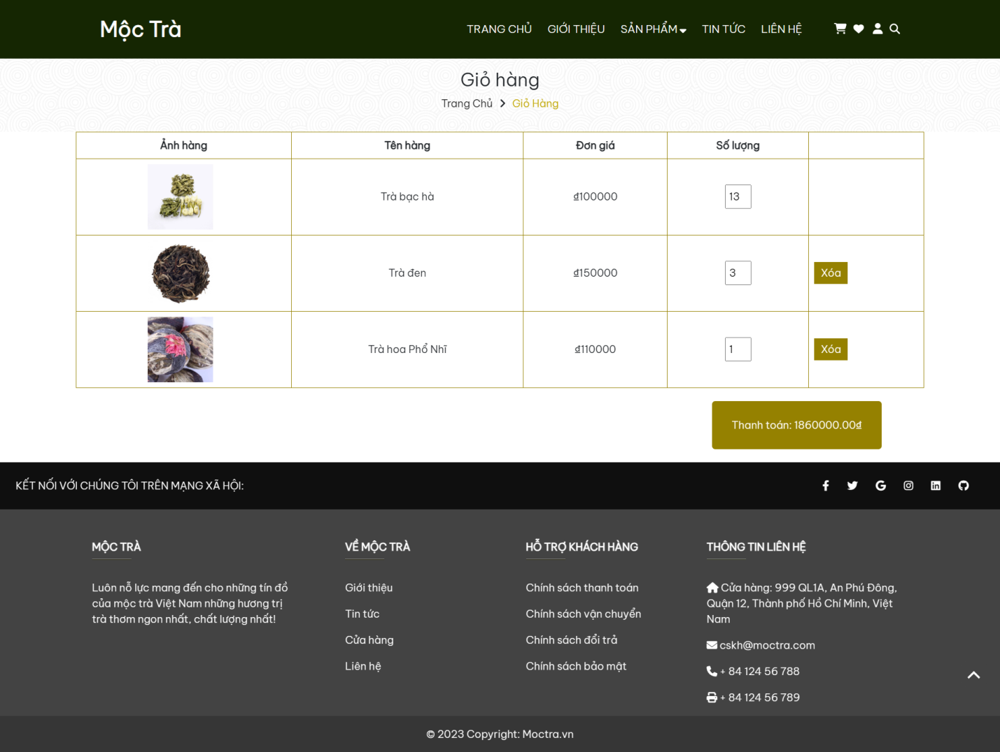 Mộc Trà
TRANG CHỦ GIỚI THIỆU SẢN PHẨM TIN TỨC LIÊN HỆ
Giỏ hàng
Trang Chủ Giỏ Hàng
Ảnh hàng Tên hàng Đơn giá Số lượng
Trà bạc hà ₫100000 13
Trà đen ₫150000 3 Xóa
Trà hoa Phổ Nhĩ ₫110000 1 Xóa
Thanh toán: 1860000.00₫
KẾT NỐI VỚI CHÚNG TÔI TRÊN MẠNG XÃ HỘI:
MỘC TRÀ
Luôn nỗ lực mang đến cho những tín đồ
của mộc trà Việt Nam những hương trị
trà thơm ngon nhất, chất lượng nhất!
VỀ MỘC TRÀ
Giới thiệu
Tin tức
Cửa hàng
Liên hệ
HỖ TRỢ KHÁCH HÀNG
Chính sách thanh toán
Chính sách vận chuyển
Chính sách đổi trả
Chính sách bảo mật
THÔNG TIN LIÊN HỆ
Cửa hàng: 999 QL1A, An Phú Đông,
Quận 12, Thành phố Hồ Chí Minh, Việt
Nam
cskh@moctra.com
+ 84 124 56 788
+ 84 124 56 789
© 2023 Copyright: Moctra.vn